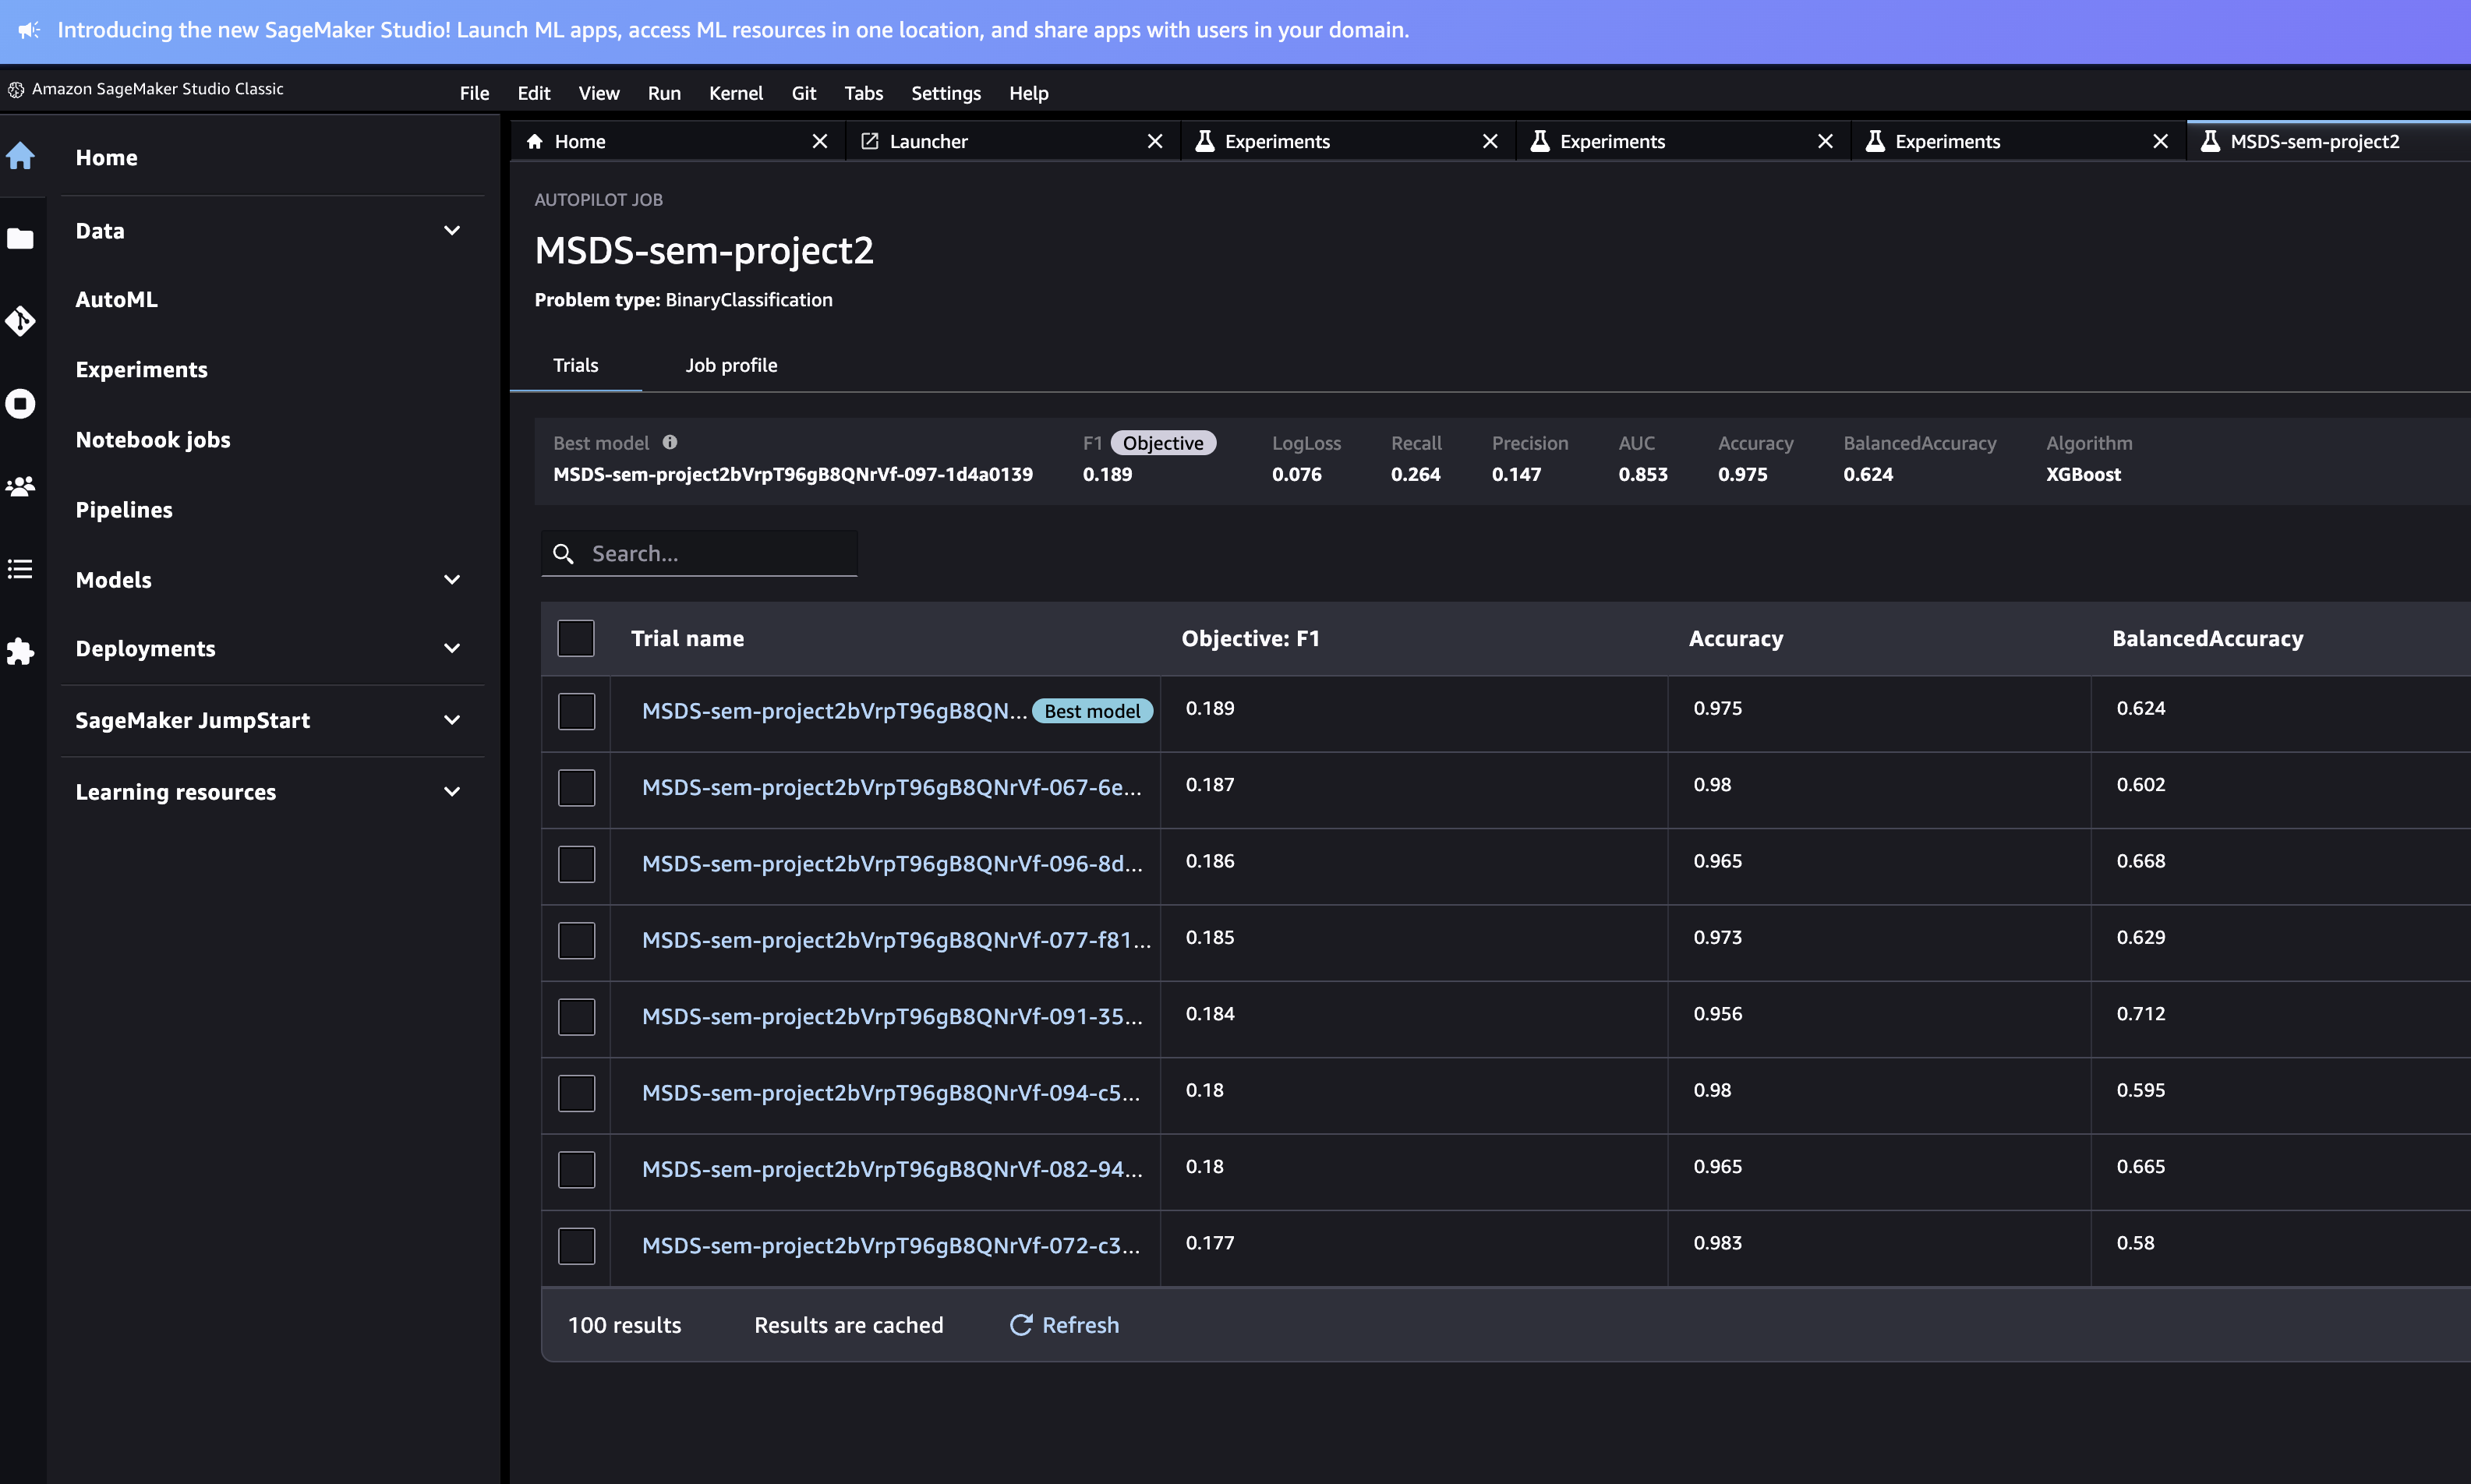 Introducing the new SageMaker Studio! Launch ML apps, access ML resources in one location, and share apps with users in your domain.
Amazon SageMaker Studio Classic
File Edit View Run Kernel Git Tabs Settings Help
Home
Data
AutoML
Experiments
Notebook jobs
Pipelines
Models
Deployments
SageMaker JumpStart
Learning resources
Home Launcher Experiments Experiments Experiments MSDS-sem-project2
AUTOPILOT JOB
MSDS-sem-project2
Problem type: BinaryClassification
Trials Job profile
Best model F1 Objective LogLoss Recall Precision AUC Accuracy BalancedAccuracy Algorithm
MSDS-sem-project2bVrpT96gB8QNrVf-097-1d4a0139 0.189 0.076 0.264 0.147 0.853 0.975 0.624 XGBoost
Search...
Trial name Objective: F1 Accuracy BalancedAccuracy
MSDS-sem-project2bVrpT96gB8QN... Best model 0.189 0.975 0.624
MSDS-sem-project2bVrpT96gB8QNrVf-067-6e... 0.187 0.98 0.602
MSDS-sem-project2bVrpT96gB8QNrVf-096-8d... 0.186 0.965 0.668
MSDS-sem-project2bVrpT96gB8QNrVf-077-f81... 0.185 0.973 0.629
MSDS-sem-project2bVrpT96gB8QNrVf-091-35... 0.184 0.956 0.712
MSDS-sem-project2bVrpT96gB8QNrVf-094-c5... 0.18 0.98 0.595
MSDS-sem-project2bVrpT96gB8QNrVf-082-94... 0.18 0.965 0.665
MSDS-sem-project2bVrpT96gB8QNrVf-072-c3... 0.177 0.983 0.58
100 results Results are cached Refresh